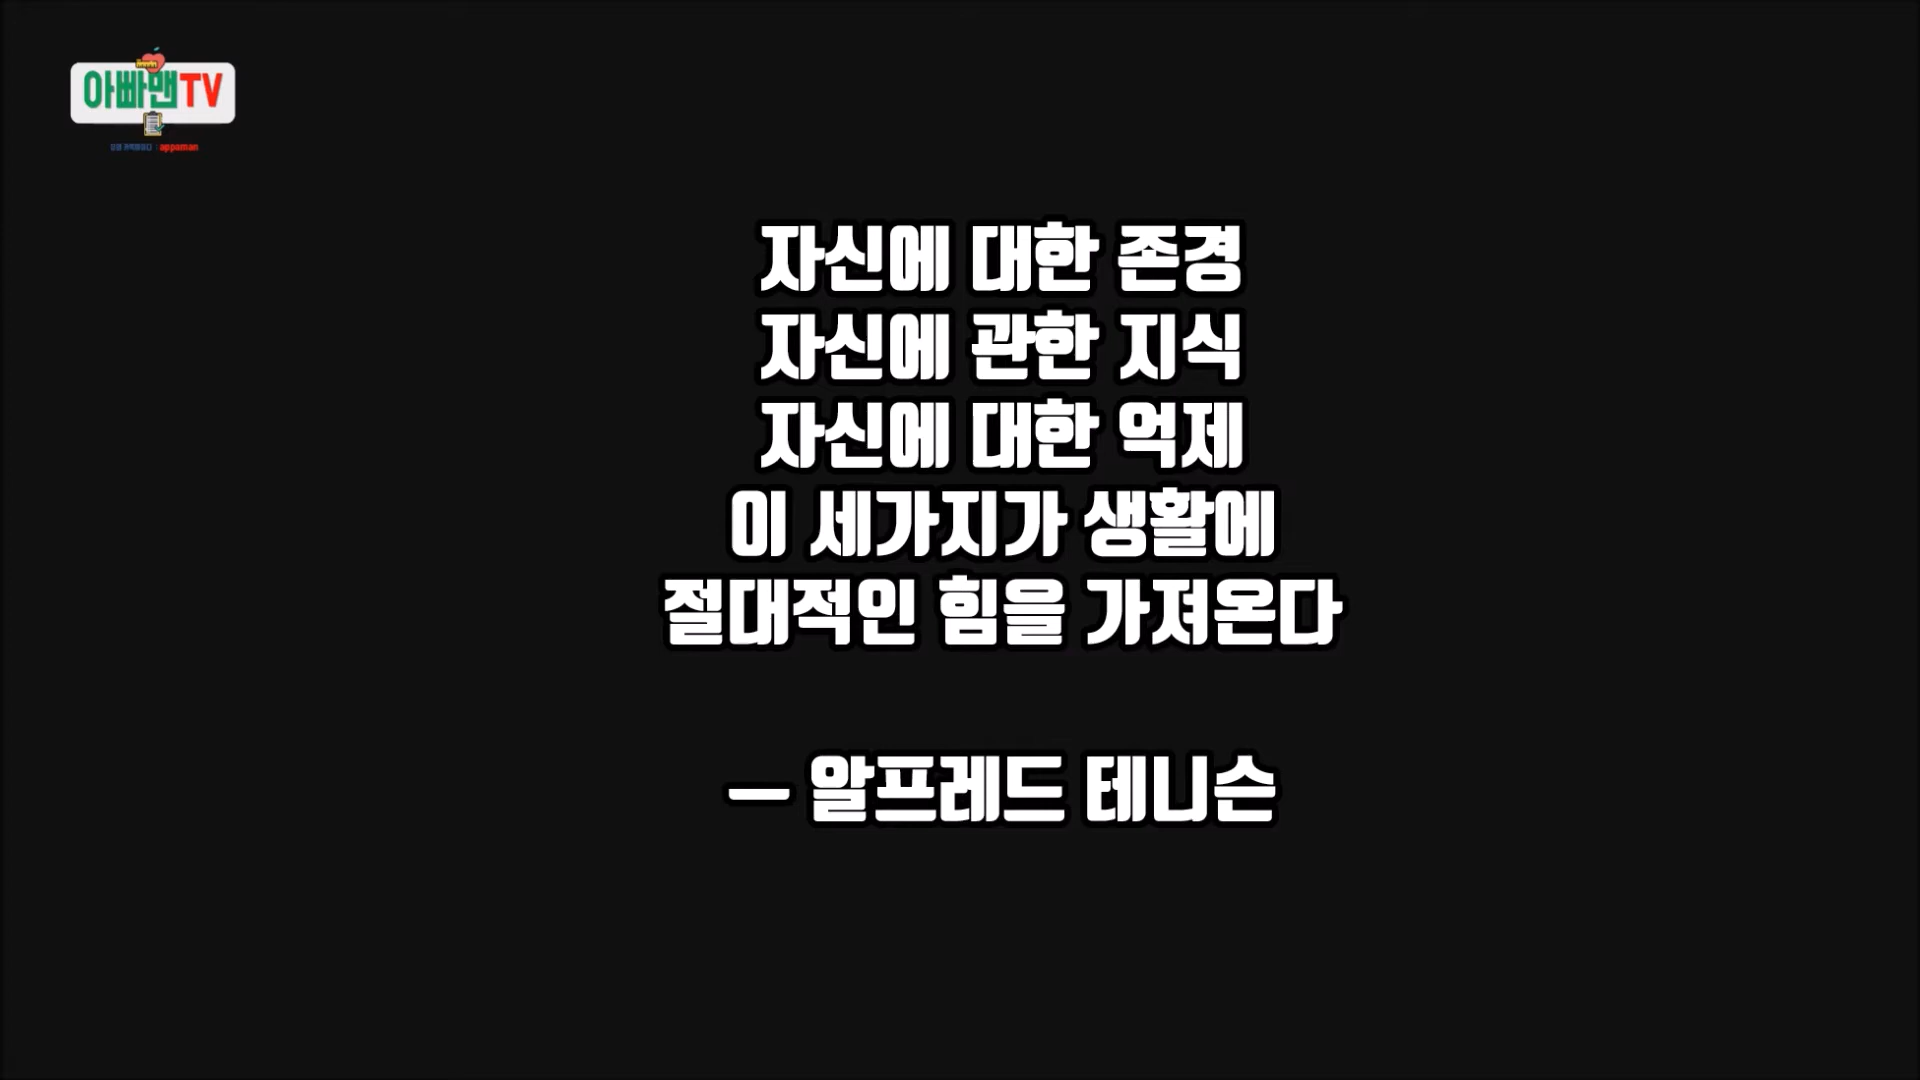 아빠맨TV
appaman
자신에 대한 존경
자신에 관한 지식
자신에 대한 억제
이 세가지가 생활에
절대적인 힘을 가져온다
— 알프레드 테니슨